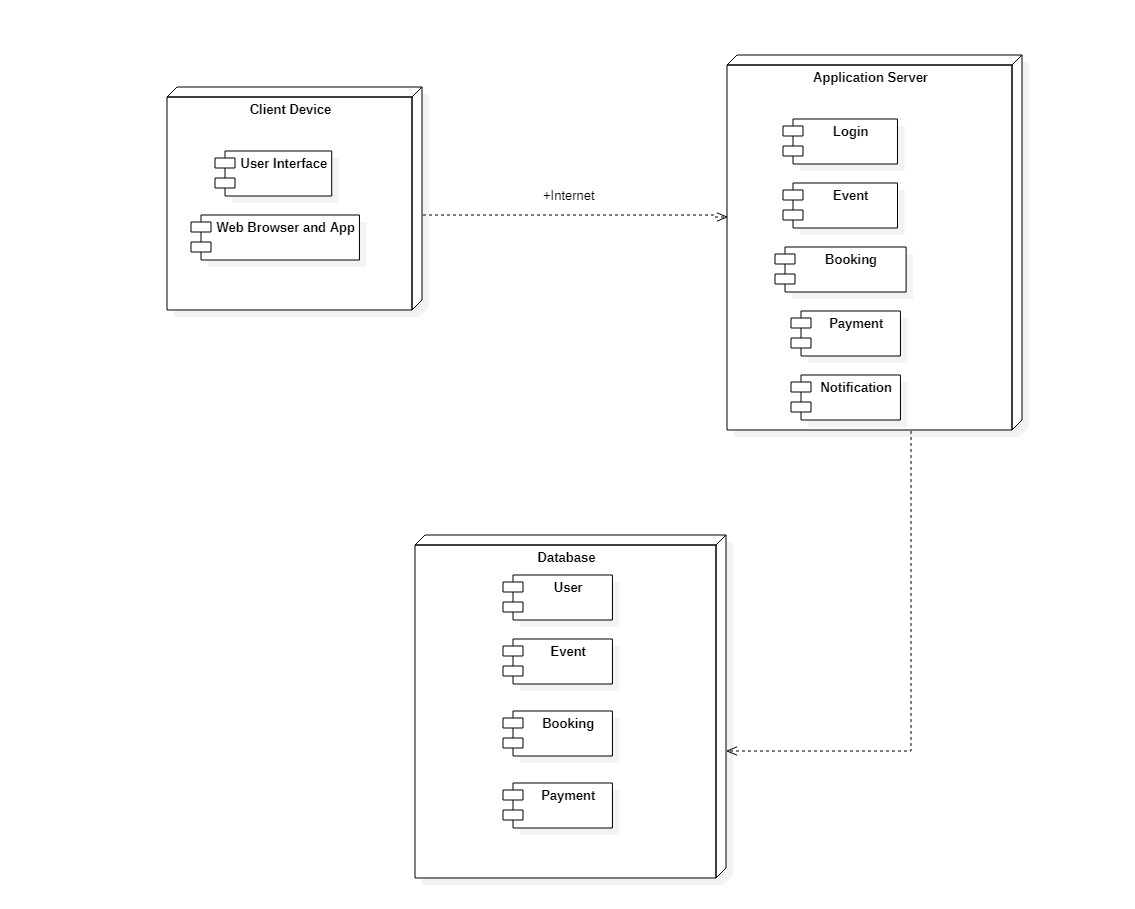 Client Device
User Interface
Web Browser and App
+Internet
Application Server
Login
Event
Booking
Payment
Notification
Database
User
Event
Booking
Payment